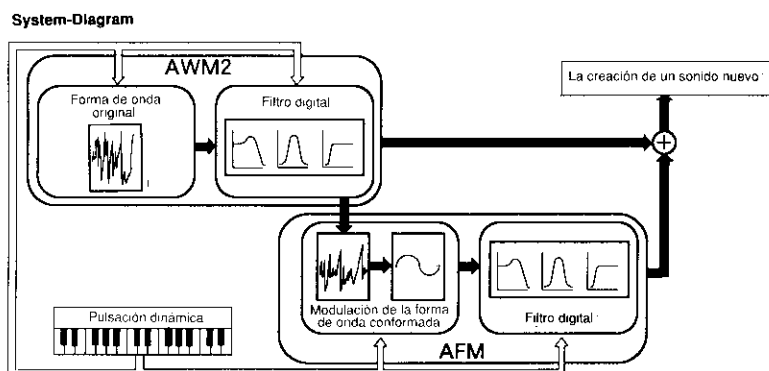 System-Diagram
AWM2
Forma de onda
original
Filtro digital
La creación de un sonido nuevo
Modulación de la forma
de onda conformada
Filtro digital
AFM
Pulsación dinámica